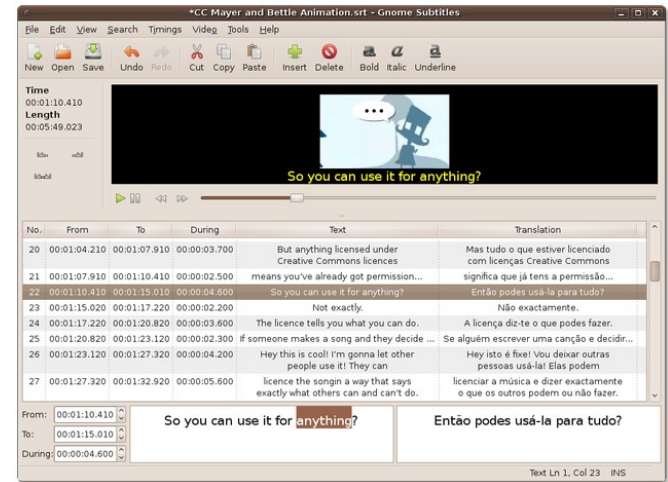 *CC Mayer and Bettle Animation.srt - Gnome Subtitles
File Edit View Search Timings Video Tools Help
New Open Save Undo Redo Cut Copy Paste Insert Delete Bold Italic Underline
Time
00:01:10.410
Length
00:05:49.023
So you can use it for anything?
No. From To During Text Translation
20 00:01:04.210 00:01:07.910 00:00:03.700 But anything licensed under Mas tudo o que estiver licenciado
Creative Commons licences com licenças Creative Commons
21 00:01:07.910 00:01:10.410 00:00:02.500 means you've already got permission... significa que já tens a permissão...
22 00:01:10.410 00:01:15.010 00:00:04.600 So you can use it for anything? Então podes usá-la para tudo?
23 00:01:15.020 00:01:17.220 00:00:02.200 Not exactly. Não exactamente.
24 00:01:17.220 00:01:20.820 00:00:03.600 The licence tells you what you can do. A licença diz-te o que podes fazer.
25 00:01:20.820 00:01:23.120 00:00:02.300 If someone makes a song and they decide ... Se alguém escrever uma canção e decidir...
26 00:01:23.120 00:01:27.320 00:00:04.200 Hey this is cool! I'm gonna let other Hey isto é fixe! Vou deixar outras
people use it! They can pessoas usá-la! Elas podem
27 00:01:27.320 00:01:32.920 00:00:05.600 licence the songin a way that says licenciar a música e dizer exactamente
exactly what others can and can't do. o que os outros podem ou não fazer.
From: 00:01:10.410
To: 00:01:15.010
During: 00:00:04.600
So you can use it for anything?
Então podes usá-la para tudo?
Text Ln 1, Col 23 INS